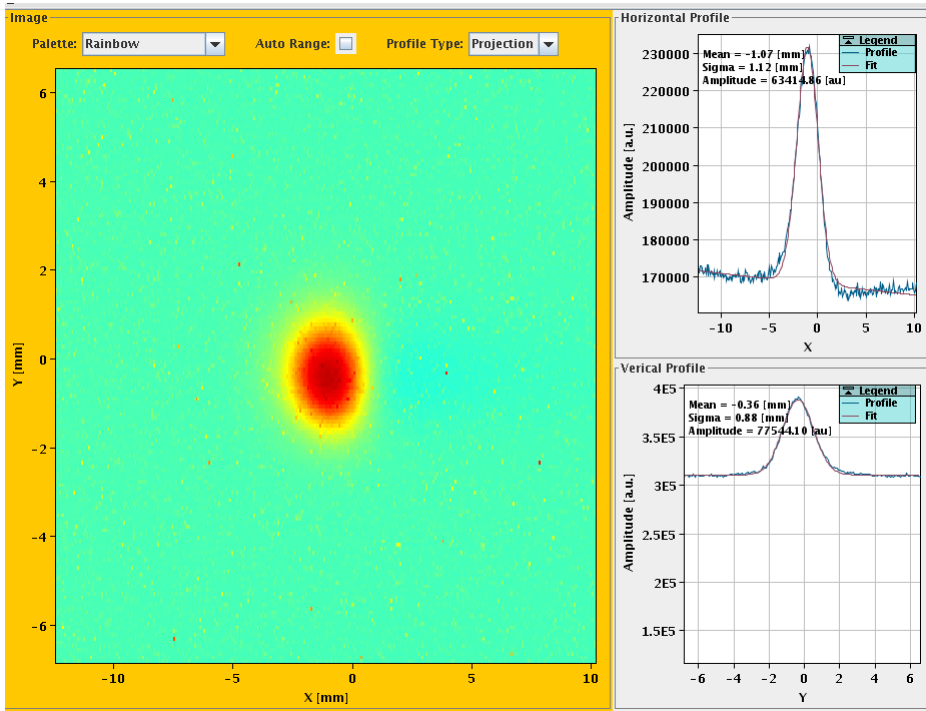 Image
Palette: Rainbow Auto Range: Profile Type: Projection
6
4
2
0
-2
-4
-6
Y [mm]
-10 -5 0 5 10
X [mm]
Horizontal Profile
Legend
Profile
Fit
Mean = -1.07 [mm]
Sigma = 1.12 [mm]
Amplitude = 63414.86 [au]
230000
220000
210000
200000
190000
180000
170000
Amplitude [a.u.]
-10 -5 0 5 10
X
Verical Profile
Legend
Profile
Fit
Mean = -0.36 [mm]
Sigma = 0.88 [mm]
Amplitude = 77544.10 [au]
4E5
3.5E5
3E5
2.5E5
2E5
1.5E5
Amplitude [a.u.]
-6 -4 -2 0 2 4 6
Y